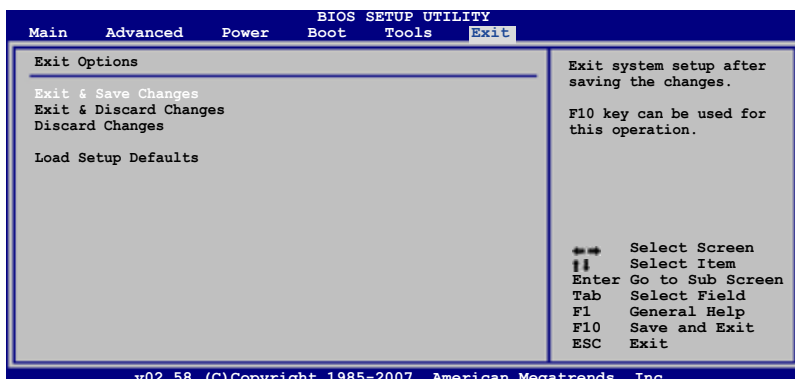 BIOS SETUP UTILITY
Main Advanced Power Boot Tools Exit
Exit Options
Exit & Save Changes
Exit & Discard Changes
Discard Changes
Load Setup Defaults
Exit system setup after
saving the changes.
F10 key can be used for
this operation.
Select Screen
Select Item
Enter Go to Sub Screen
Tab Select Field
F1 General Help
F10 Save and Exit
ESC Exit
v02.58 (C)Copyright 1985-2007, American Megatrends, Inc.